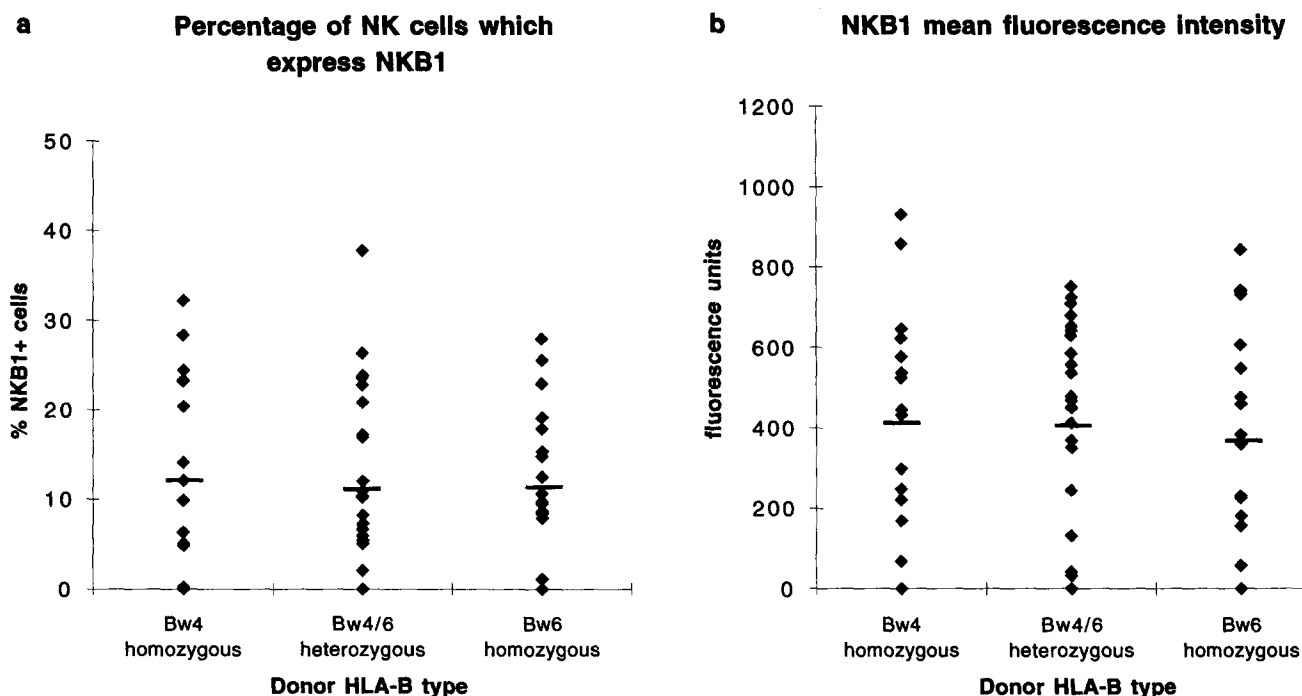 a
Percentage of NK cells which
express NKB1
50
40
30
20
10
0
% NKB1+ cells
Bw4
homozygous
Bw4/6
heterozygous
Bw6
homozygous
Donor HLA-B type
b
NKB1 mean fluorescence intensity
1200
1000
800
600
400
200
0
fluorescence units
Bw4
homozygous
Bw4/6
heterozygous
Bw6
homozygous
Donor HLA-B type